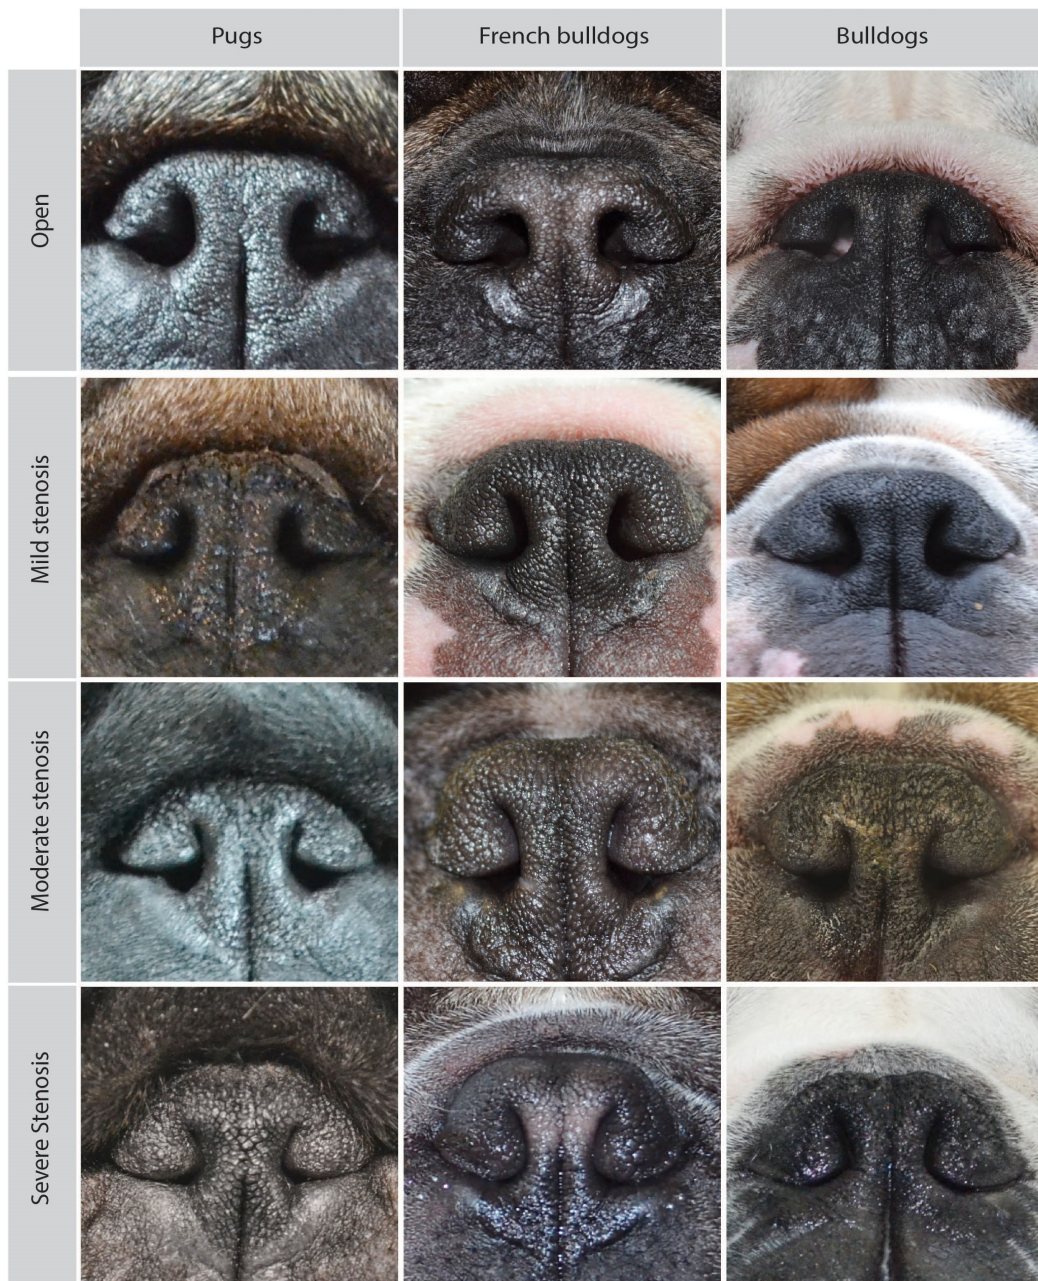 Pugs
French bulldogs
Bulldogs
Open
Mild stenosis
Moderate stenosis
Severe Stenosis